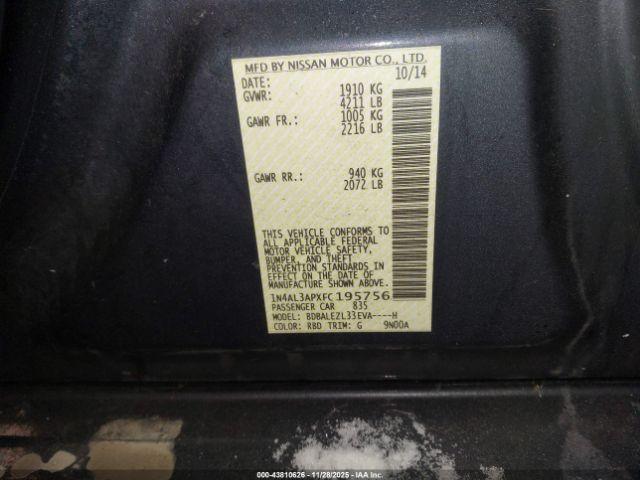 MFD BY NISSAN MOTOR CO., LTD.
DATE: 10/14
GVWR: 1910 KG
4211 LB
GAWR FR.: 1005 KG
2216 LB
GAWR RR.: 940 KG
2072 LB
THIS VEHICLE CONFORMS TO
ALL APPLICABLE FEDERAL
MOTOR VEHICLE SAFETY,
BUMPER, AND THEFT
PREVENTION STANDARDS IN
EFFECT ON THE DATE OF
MANUFACTURE SHOWN ABOVE.
1N4AL3APXFC195756
PASSENGER CAR 835
MODEL: BDBALEZL33EVA----H
COLOR: RBD TRIM: G 9N00A
000-43810626 - 11/28/2025 - IAA, Inc.